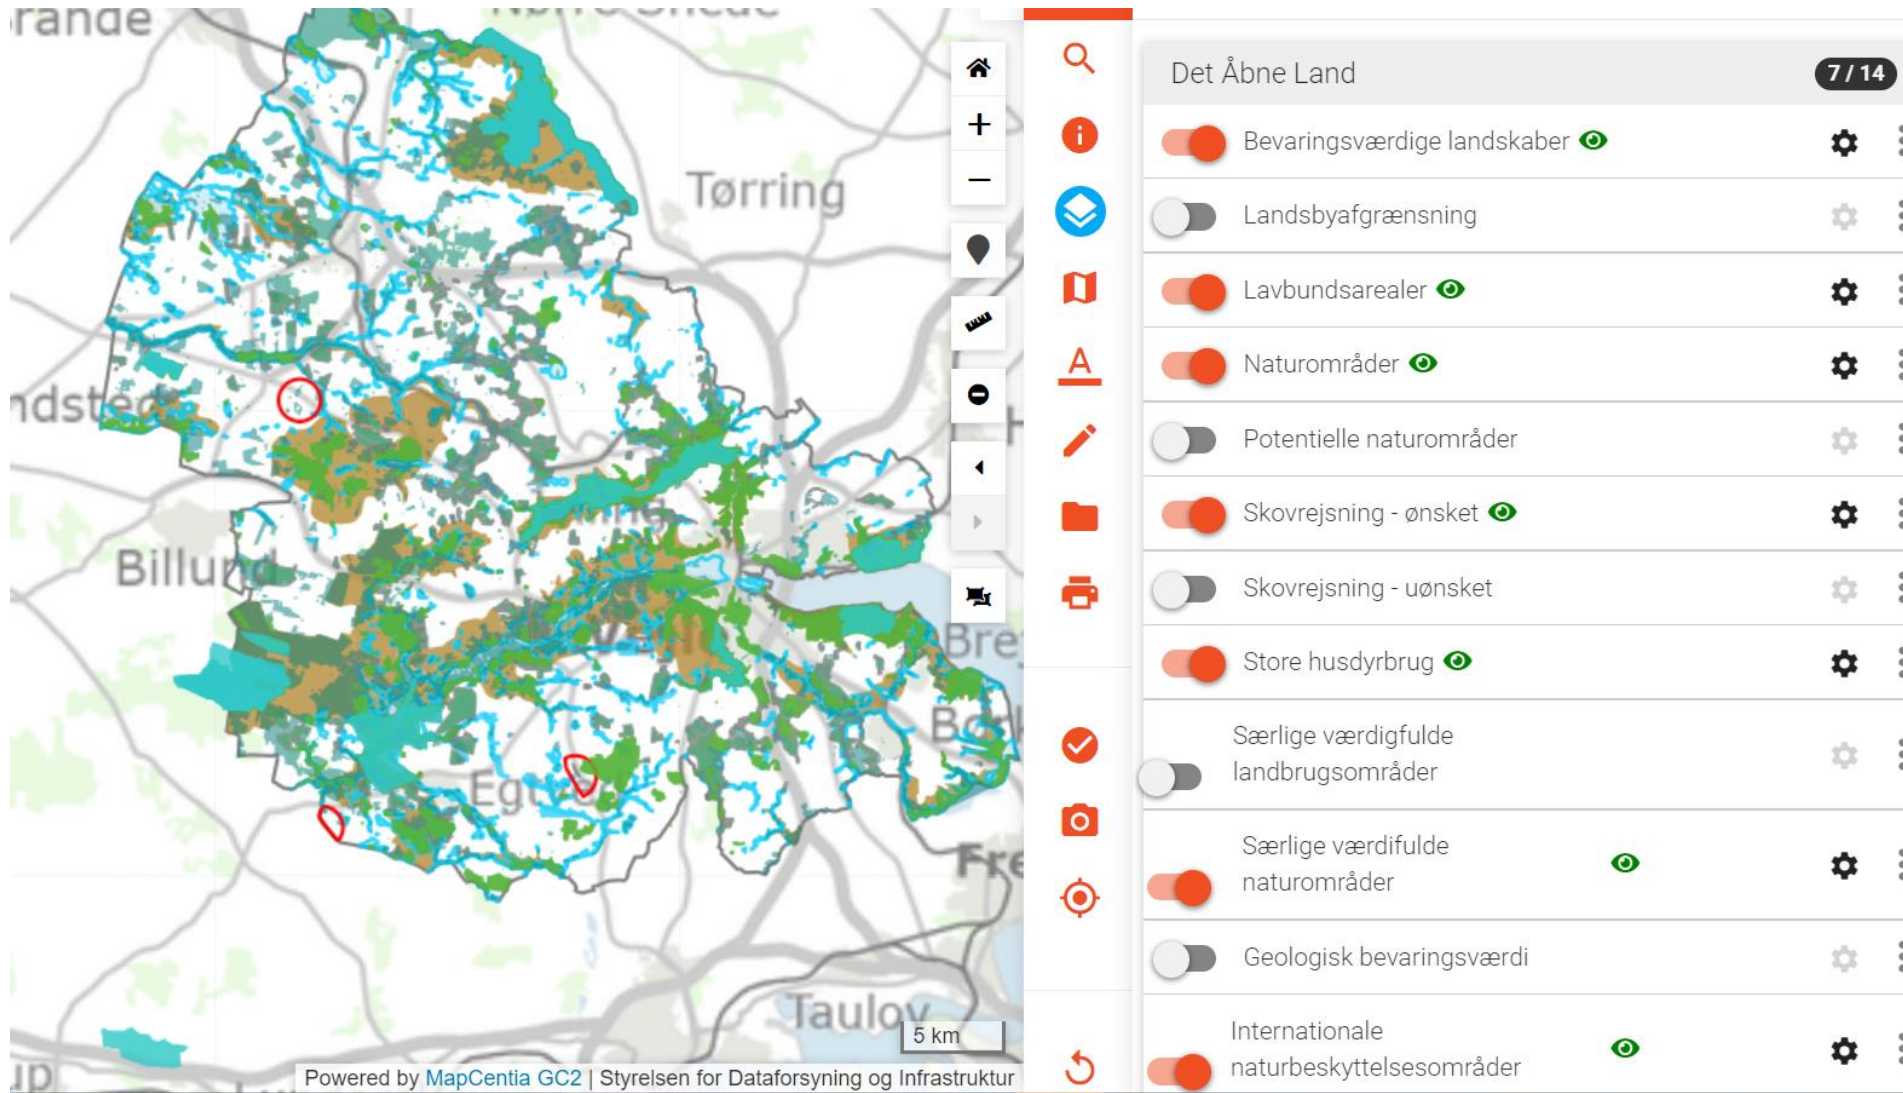 Tørring
Billund
Taulov
5 km
Powered by MapCentia GC2 | Styrelsen for Dataforsyning og Infrastruktur
Det Åbne Land
7 / 14
Bevaringsværdige landskaber
Landsbyafgrænsning
Lavbundsarealer
Naturområder
Potentielle naturområder
Skovrejsning - ønsket
Skovrejsning - uønsket
Store husdyrbrug
Særlige værdigfulde
landbrugsområder
Særlige værdifulde
naturområder
Geologisk bevaringsværdi
Internationale
naturbeskyttelsesområder